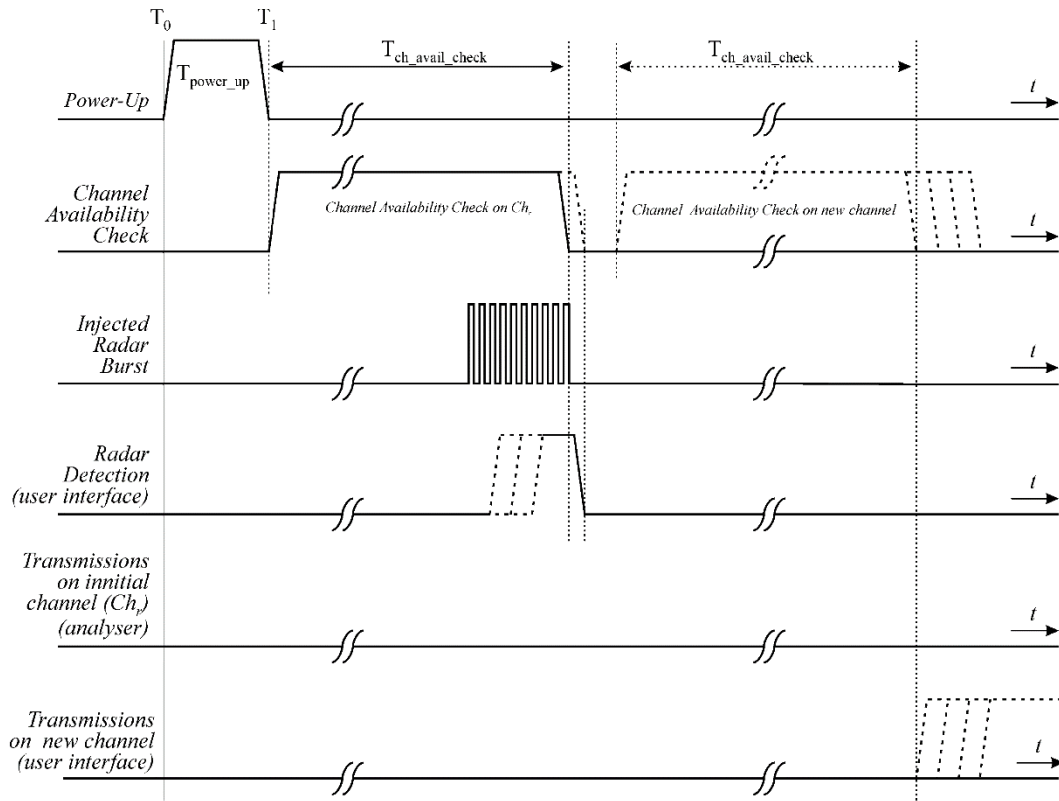 T0 T1
Tch_avail_check Tch_avail_check
Tpower_up
Power-Up t
Channel
Availability
Check
Channel Availability Check on Chr
Channel Availability Check on new channel
t
Injected
Radar
Burst
t
Radar
Detection
(user interface)
t
Transmissions
on innitial
channel (Chr)
(analyser)
t
Transmissions
on new channel
(user interface)
t